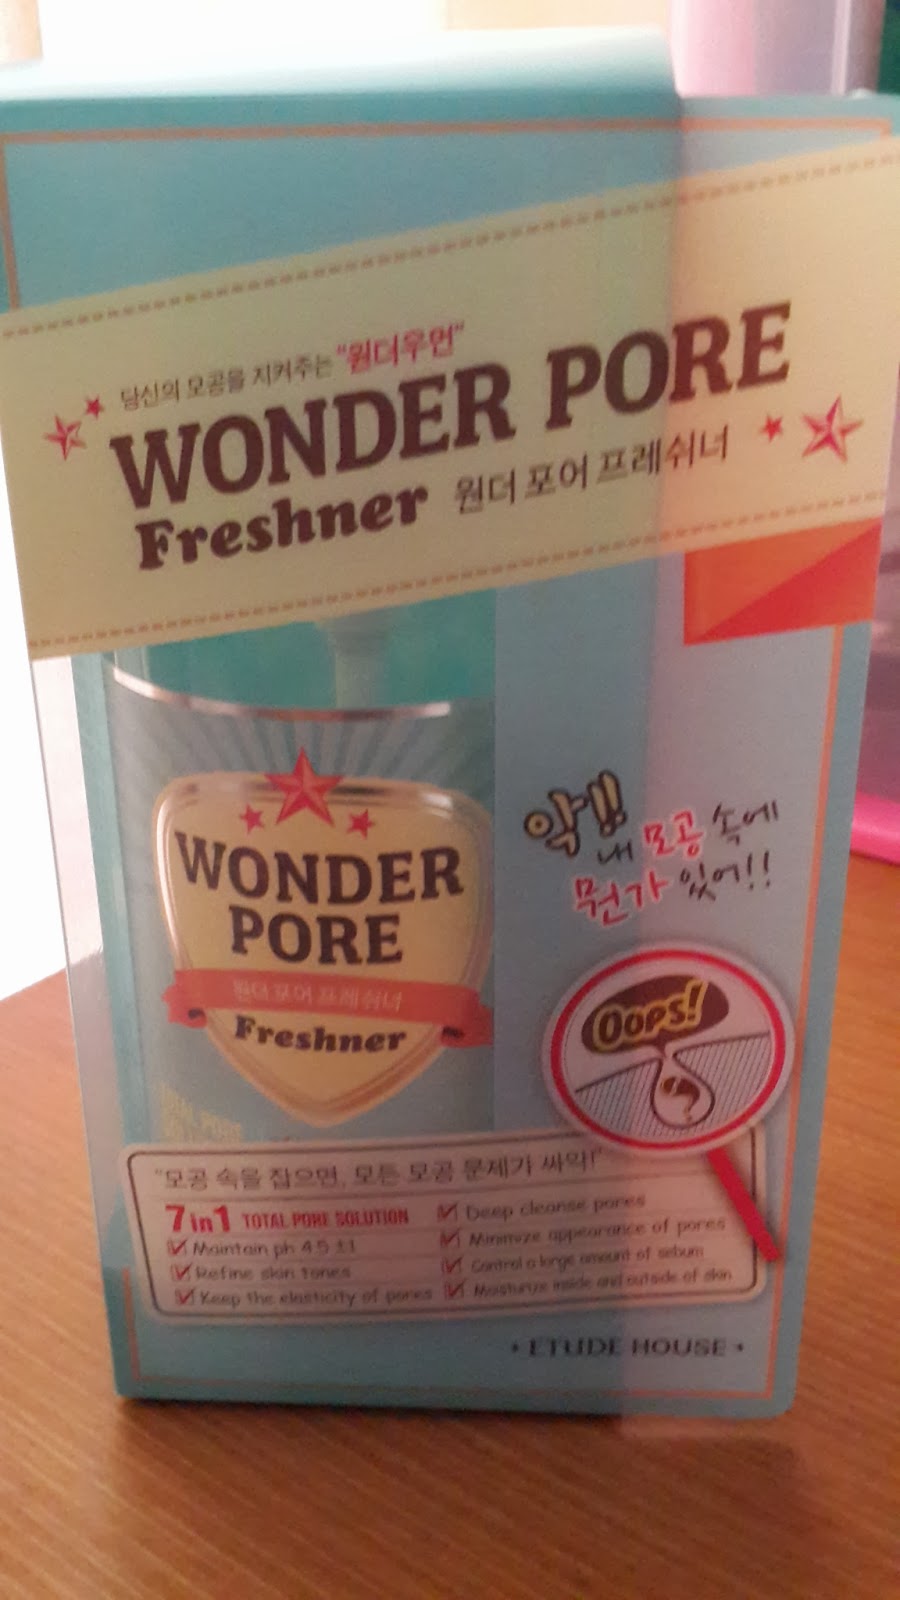 당신의 모공을 지켜주는 "원더우먼"
WONDER PORE
Freshner 원더 포어 프레쉬너
WONDER
PORE
원더 포어 프레쉬너
Freshner
악!!!
내 모공 속에
뭔가 있어!!
OOPS!
"모공 속을 잡으면, 모든 모공 문제가 싸악!"
7in1 TOTAL PORE SOLUTION
Maintain ph 4.5 ±1
Refine skin tones
Keep the elasticity of pores
Deep cleanse pores
Minimize appearance of pores
Control a large amount of sebum
Moisturize inside and outside of skin
ETUDE HOUSE